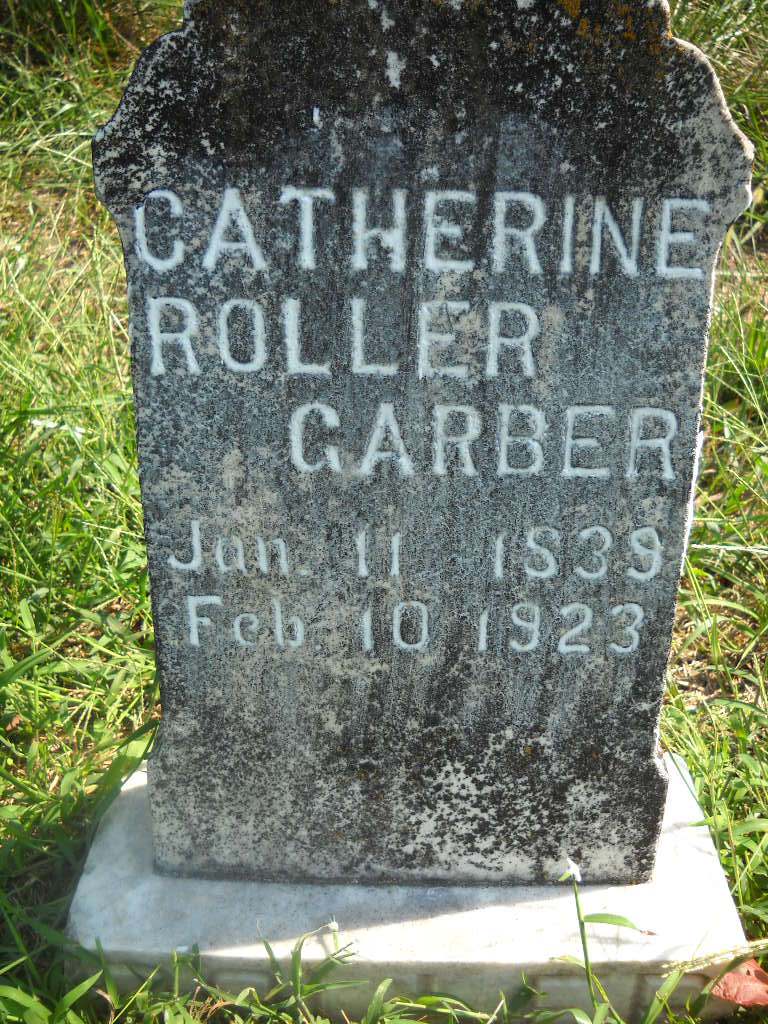 CATHERINE
ROLLER
GARBER
Jan. 11 1839
Feb. 10 1923